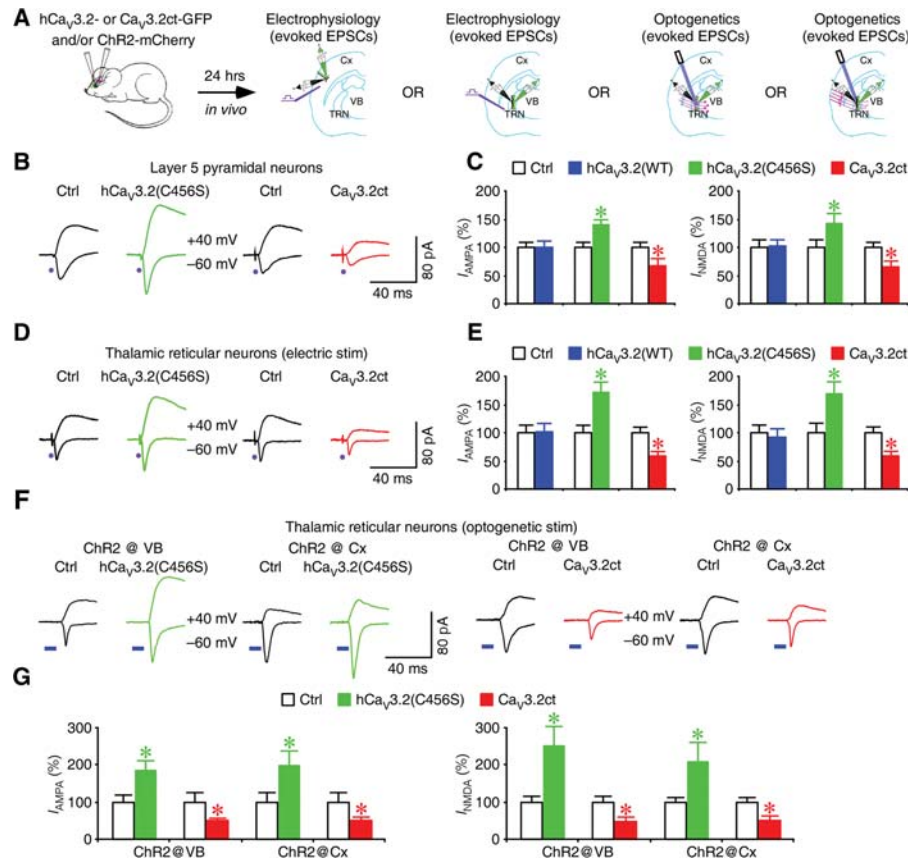 A
hCaV3.2- or CaV3.2ct-GFP
and/or ChR2-mCherry
24 hrs
in vivo
Electrophysiology
(evoked EPSCs)
Cx
VB
TRN
OR
Electrophysiology
(evoked EPSCs)
Cx
VB
TRN
OR
Optogenetics
(evoked EPSCs)
Cx
VB
TRN
OR
Optogenetics
(evoked EPSCs)
Cx
VB
TRN
B
Layer 5 pyramidal neurons
Ctrl hCaV3.2(C456S) Ctrl CaV3.2ct
+40 mV
–60 mV
80 pA
40 ms
C
Ctrl hCaV3.2(WT) hCaV3.2(C456S) CaV3.2ct
IAMPA (%)
200
150
100
50
0
* *
INMDA (%)
200
150
100
50
0
* *
D
Thalamic reticular neurons (electric stim)
Ctrl hCaV3.2(C456S) Ctrl CaV3.2ct
+40 mV
–60 mV
80 pA
40 ms
E
Ctrl hCaV3.2(WT) hCaV3.2(C456S) CaV3.2ct
IAMPA (%)
200
150
100
50
0
* *
INMDA (%)
200
150
100
50
0
* *
F
Thalamic reticular neurons (optogenetic stim)
ChR2 @ VB ChR2 @ Cx ChR2 @ VB ChR2 @ Cx
Ctrl hCaV3.2(C456S) Ctrl hCaV3.2(C456S) Ctrl CaV3.2ct Ctrl CaV3.2ct
+40 mV
–60 mV
80 pA
40 ms
+40 mV
–60 mV
G
Ctrl hCaV3.2(C456S) CaV3.2ct
IAMPA (%)
300
200
100
0
* * * *
ChR2@VB ChR2@Cx
INMDA (%)
300
200
100
0
* * * *
ChR2@VB ChR2@Cx